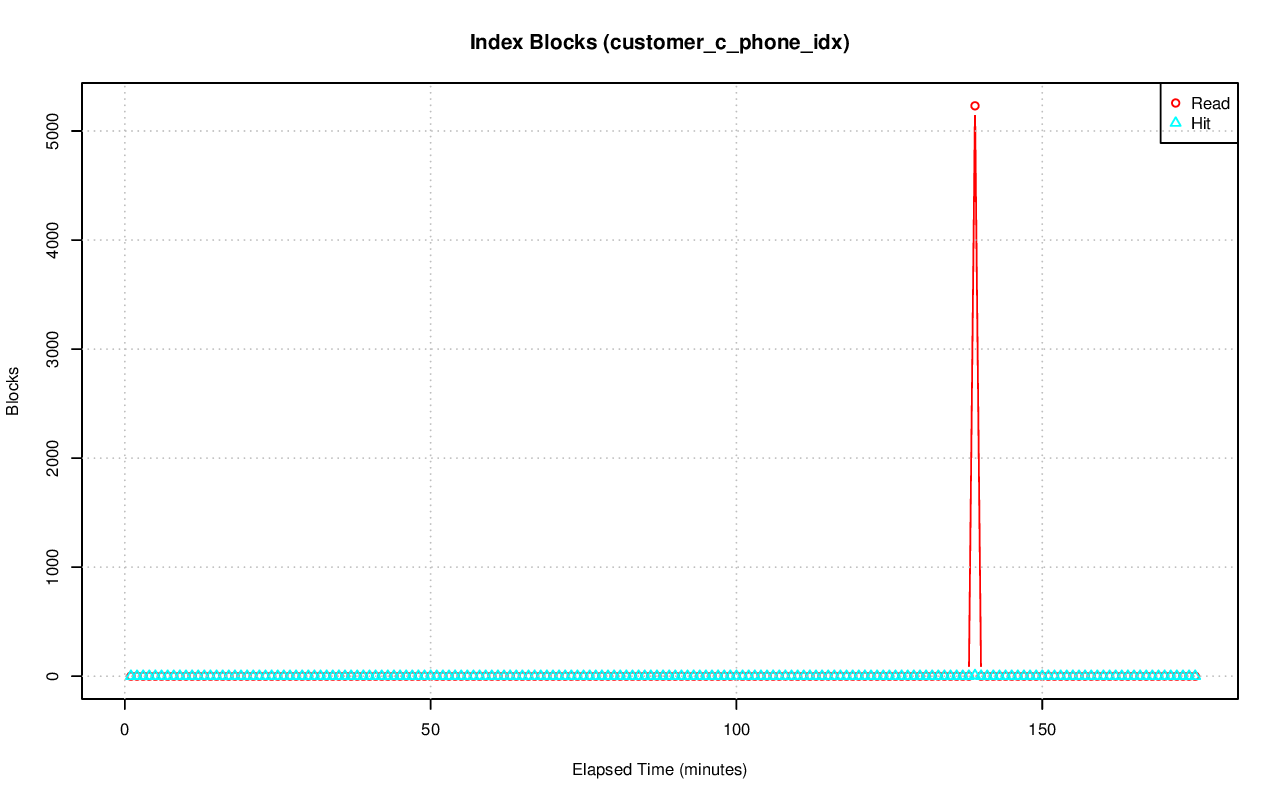 Index Blocks (customer_c_phone_idx)
Read
Hit
5000
4000
3000
2000
1000
0
Blocks
0 50 100 150
Elapsed Time (minutes)